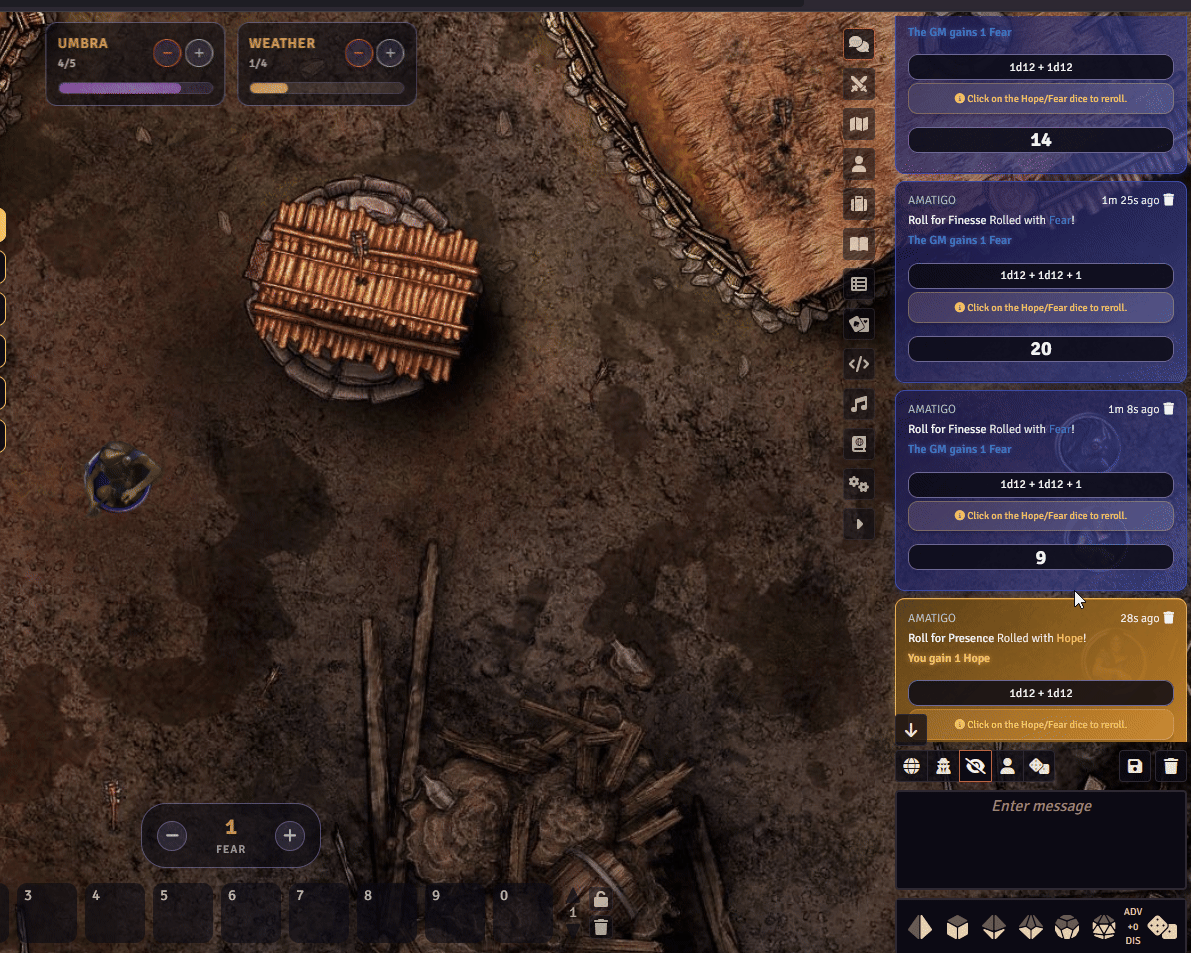 UMBRA
4/5
WEATHER
1/4
The GM gains 1 Fear
1d12 + 1d12
Click on the Hope/Fear dice to reroll.
14
AMATIGO
1m 25s ago
Roll for Finesse Rolled with Fear!
The GM gains 1 Fear
1d12 + 1d12 + 1
Click on the Hope/Fear dice to reroll.
20
AMATIGO
1m 8s ago
Roll for Finesse Rolled with Fear!
The GM gains 1 Fear
1d12 + 1d12 + 1
Click on the Hope/Fear dice to reroll.
9
AMATIGO
28s ago
Roll for Presence Rolled with Hope!
You gain 1 Hope
1d12 + 1d12
Click on the Hope/Fear dice to reroll.
Enter message
1
FEAR
3 4 5 6 7 8 9 0
1
ADV
+0
DIS